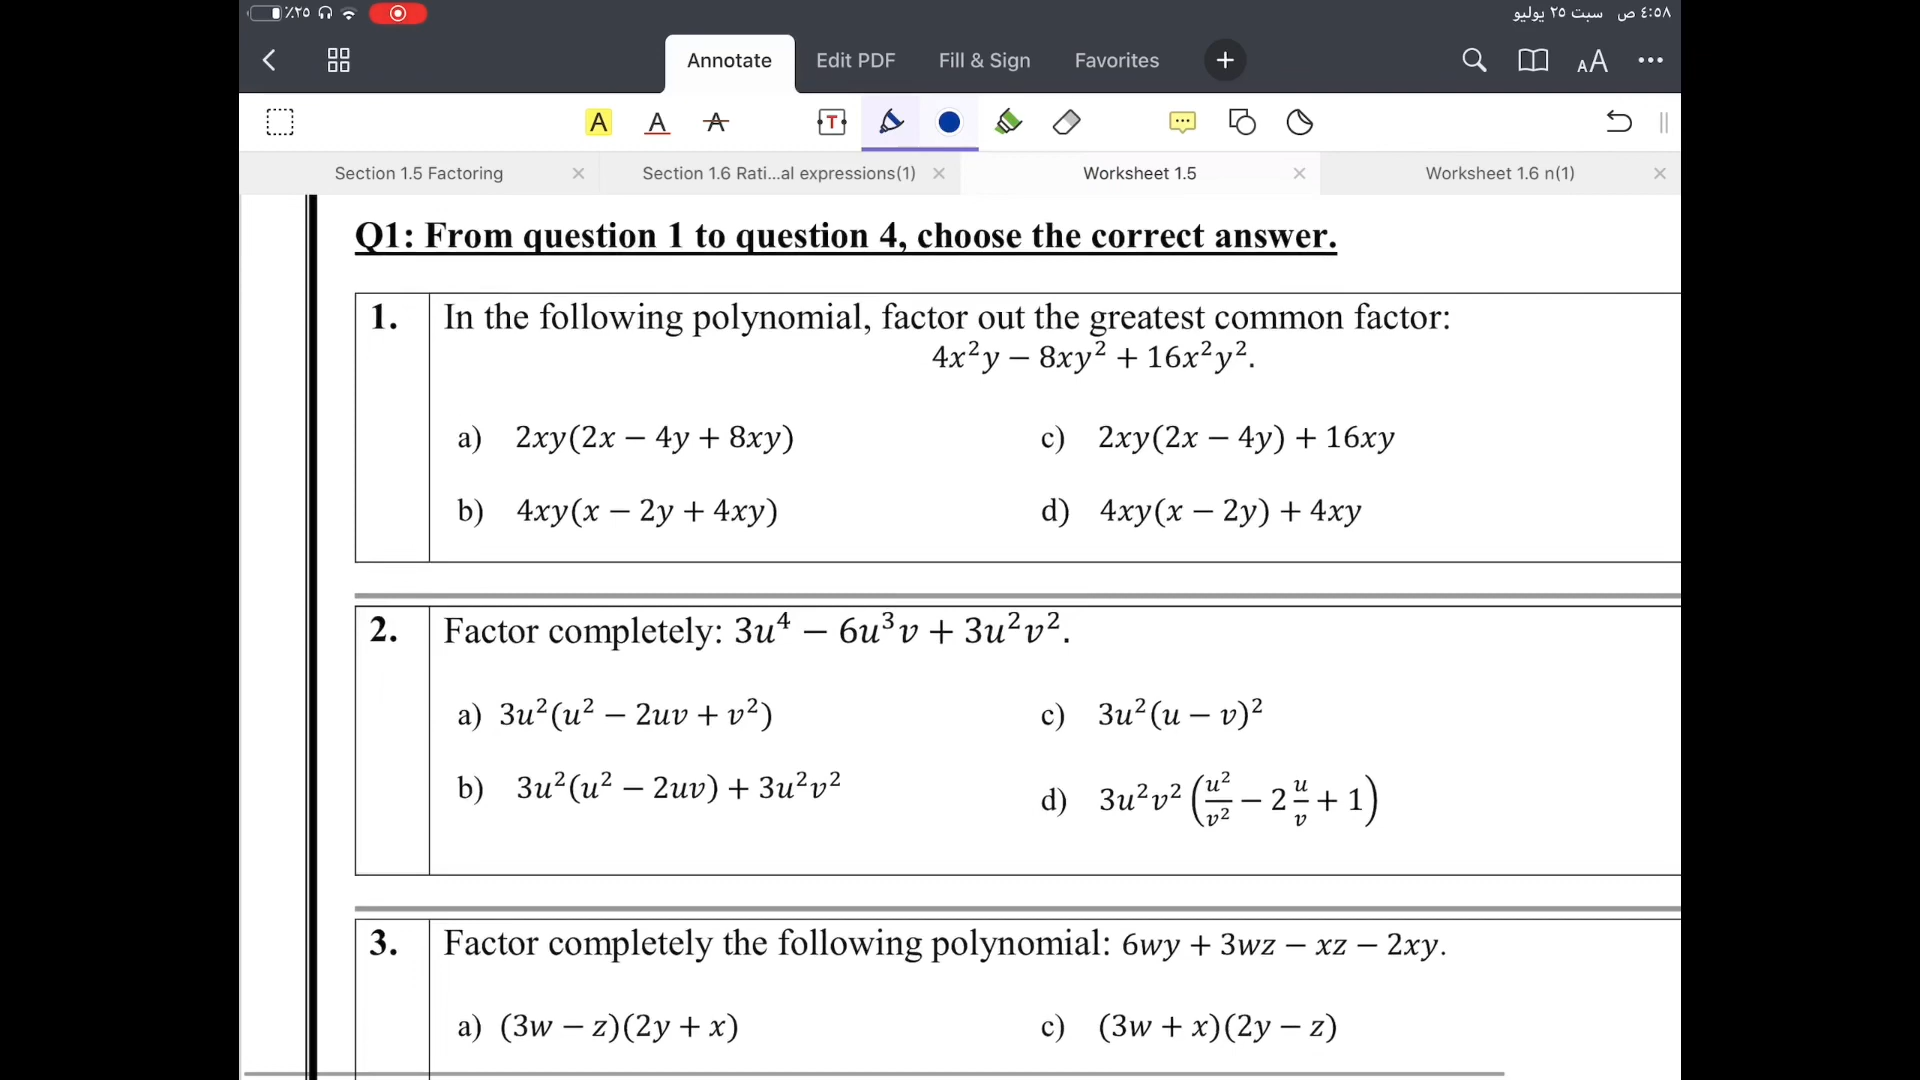 ٪٢٥
٤:٥٨ ص سبت ٢٥ يوليو
Annotate Edit PDF Fill & Sign Favorites
Section 1.5 Factoring
Section 1.6 Rati...al expressions(1)
Worksheet 1.5
Worksheet 1.6 n(1)
Q1: From question 1 to question 4, choose the correct answer.
1. In the following polynomial, factor out the greatest common factor:
4x²y − 8xy² + 16x²y².
a) 2xy(2x − 4y + 8xy)
c) 2xy(2x − 4y) + 16xy
b) 4xy(x − 2y + 4xy)
d) 4xy(x − 2y) + 4xy
2. Factor completely: 3u⁴ − 6u³v + 3u²v².
a) 3u²(u² − 2uv + v²)
c) 3u²(u − v)²
b) 3u²(u² − 2uv) + 3u²v²
d) 3u²v²(u²/v² − 2u/v + 1)
3. Factor completely the following polynomial: 6wy + 3wz − xz − 2xy.
a) (3w − z)(2y + x)
c) (3w + x)(2y − z)